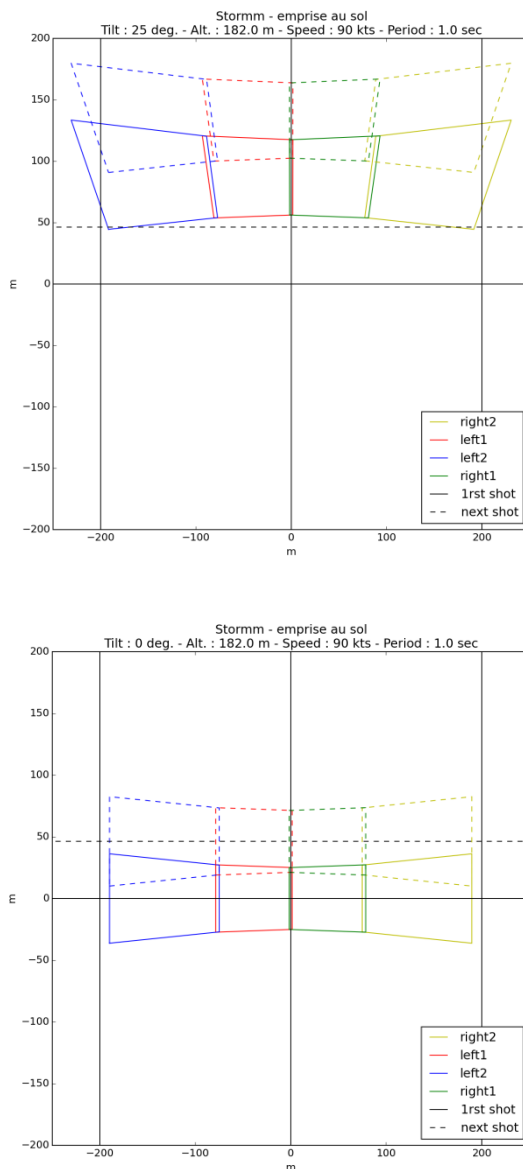 Stormm - emprise au sol
Tilt : 25 deg. - Alt. : 182.0 m - Speed : 90 kts - Period : 1.0 sec
200
150
100
50
0
−50
−100
−150
−200
m
−200
−100
0
100
200
m
right2
left1
left2
right1
1rst shot
next shot
Stormm - emprise au sol
Tilt : 0 deg. - Alt. : 182.0 m - Speed : 90 kts - Period : 1.0 sec
200
150
100
50
0
−50
−100
−150
−200
m
−200
−100
0
100
200
m
right2
left1
left2
right1
1rst shot
next shot